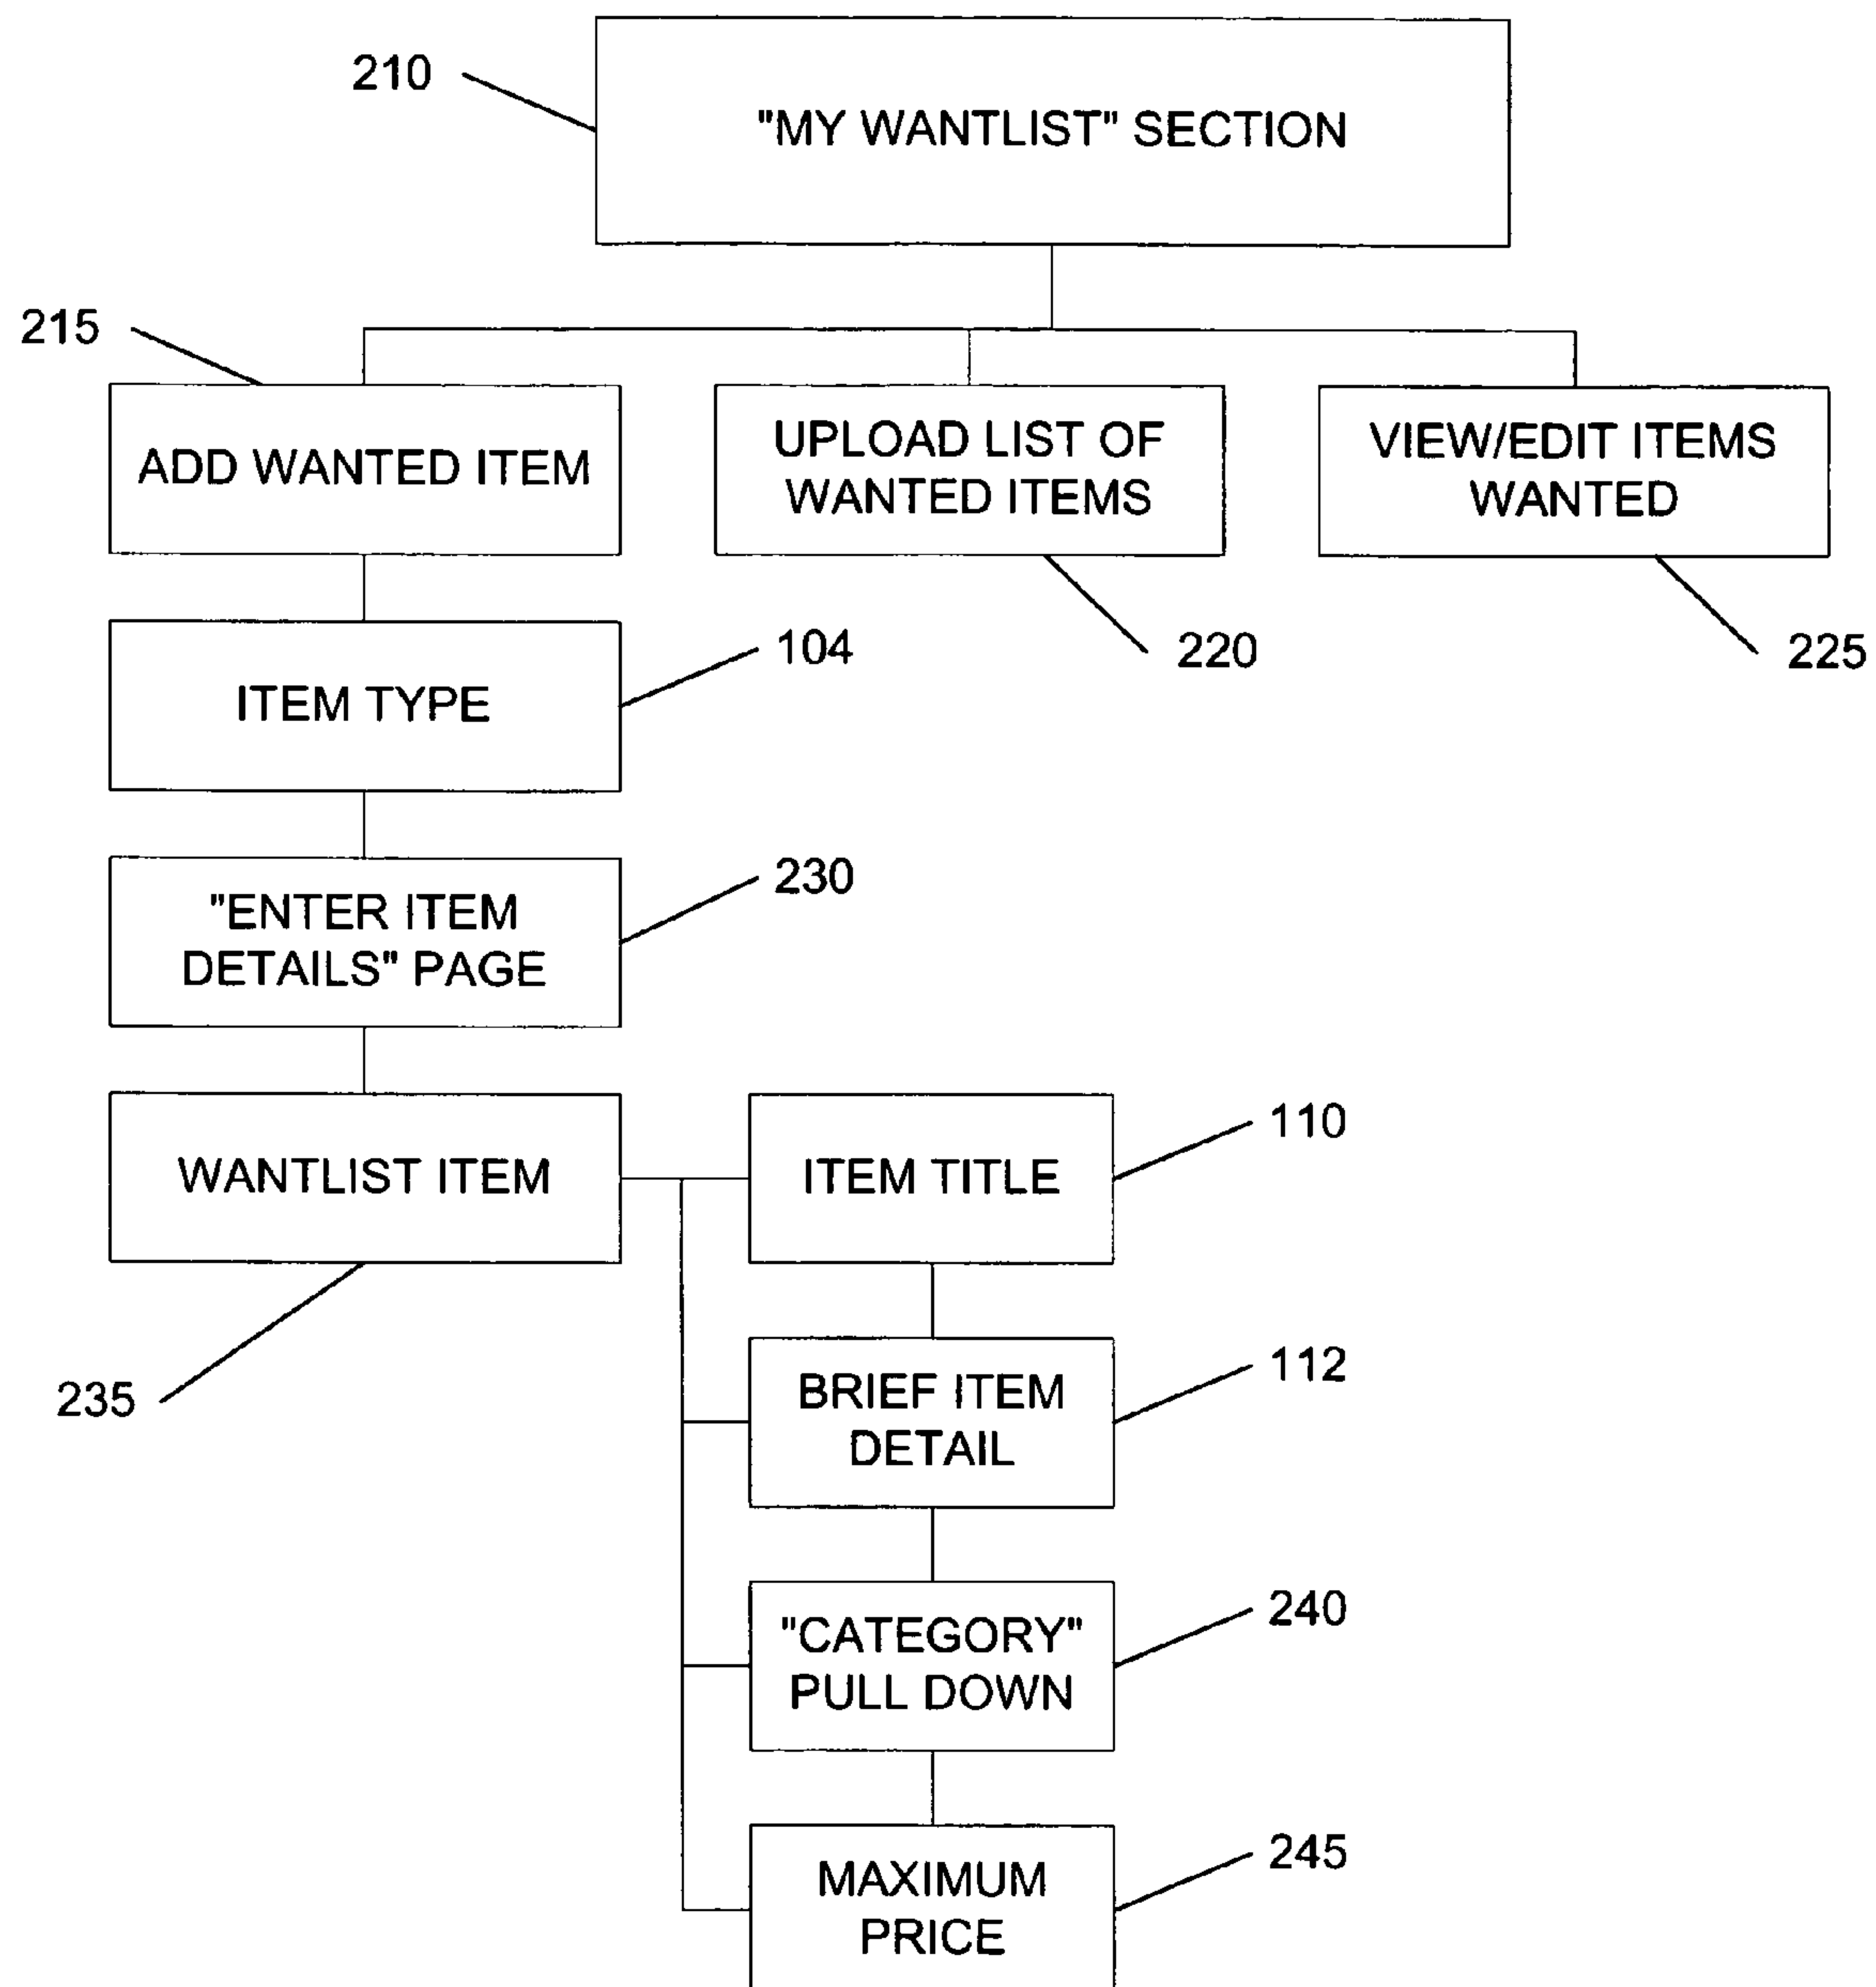 210
"MY WANTLIST" SECTION
215
ADD WANTED ITEM
UPLOAD LIST OF
WANTED ITEMS
VIEW/EDIT ITEMS
WANTED
220
225
104
ITEM TYPE
230
"ENTER ITEM
DETAILS" PAGE
WANTLIST ITEM
235
ITEM TITLE
110
BRIEF ITEM
DETAIL
112
"CATEGORY"
PULL DOWN
240
MAXIMUM
PRICE
245